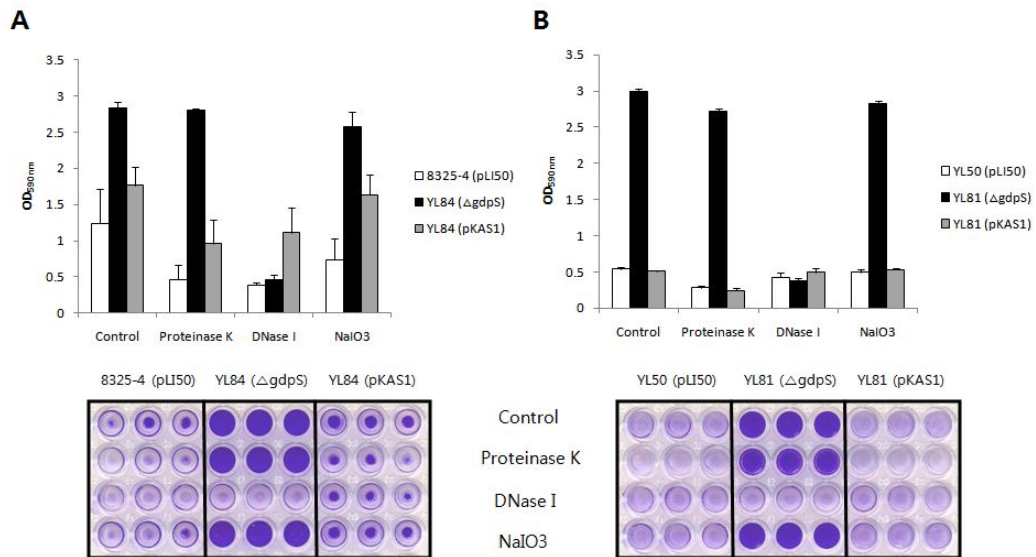 A
3.5
3
2.5
2
1.5
1
0.5
0
OD590nm
Control Proteinase K DNase I NaIO3
8325-4 (pLI50)
YL84 (△gdpS)
YL84 (pKAS1)
8325-4 (pLI50) YL84 (△gdpS) YL84 (pKAS1)
B
3.5
3
2.5
2
1.5
1
0.5
0
OD590nm
Control Proteinase K DNase I NaIO3
YL50 (pLI50)
YL81 (△gdpS)
YL81 (pKAS1)
YL50 (pLI50) YL81 (△gdpS) YL81 (pKAS1)
Control
Proteinase K
DNase I
NaIO3